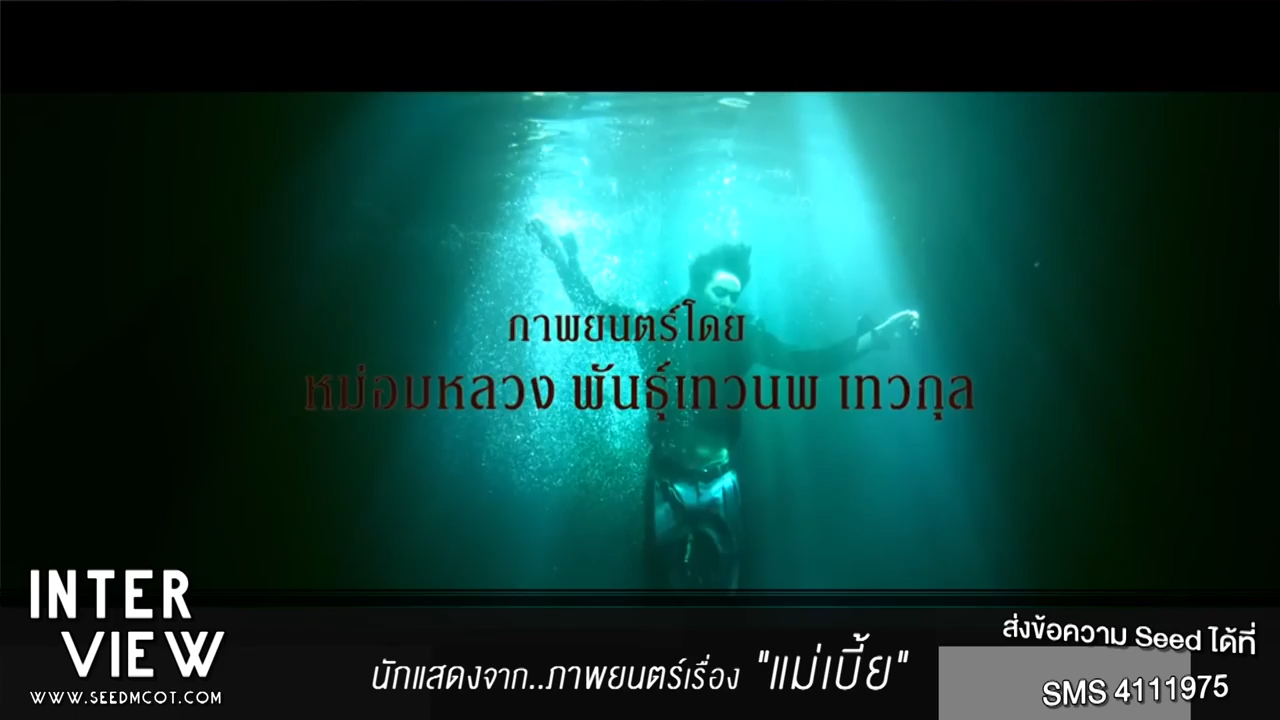 ภาพยนตร์โดย
หม่อมหลวง พันธุ์เทวนพ เทวกุล
INTER
VIEW
WWW.SEEDMCOT.COM
นักแสดงจาก..ภาพยนตร์เรื่อง "แม่เบี้ย"
ส่งข้อความ Seed ได้ที่
SMS 4111975